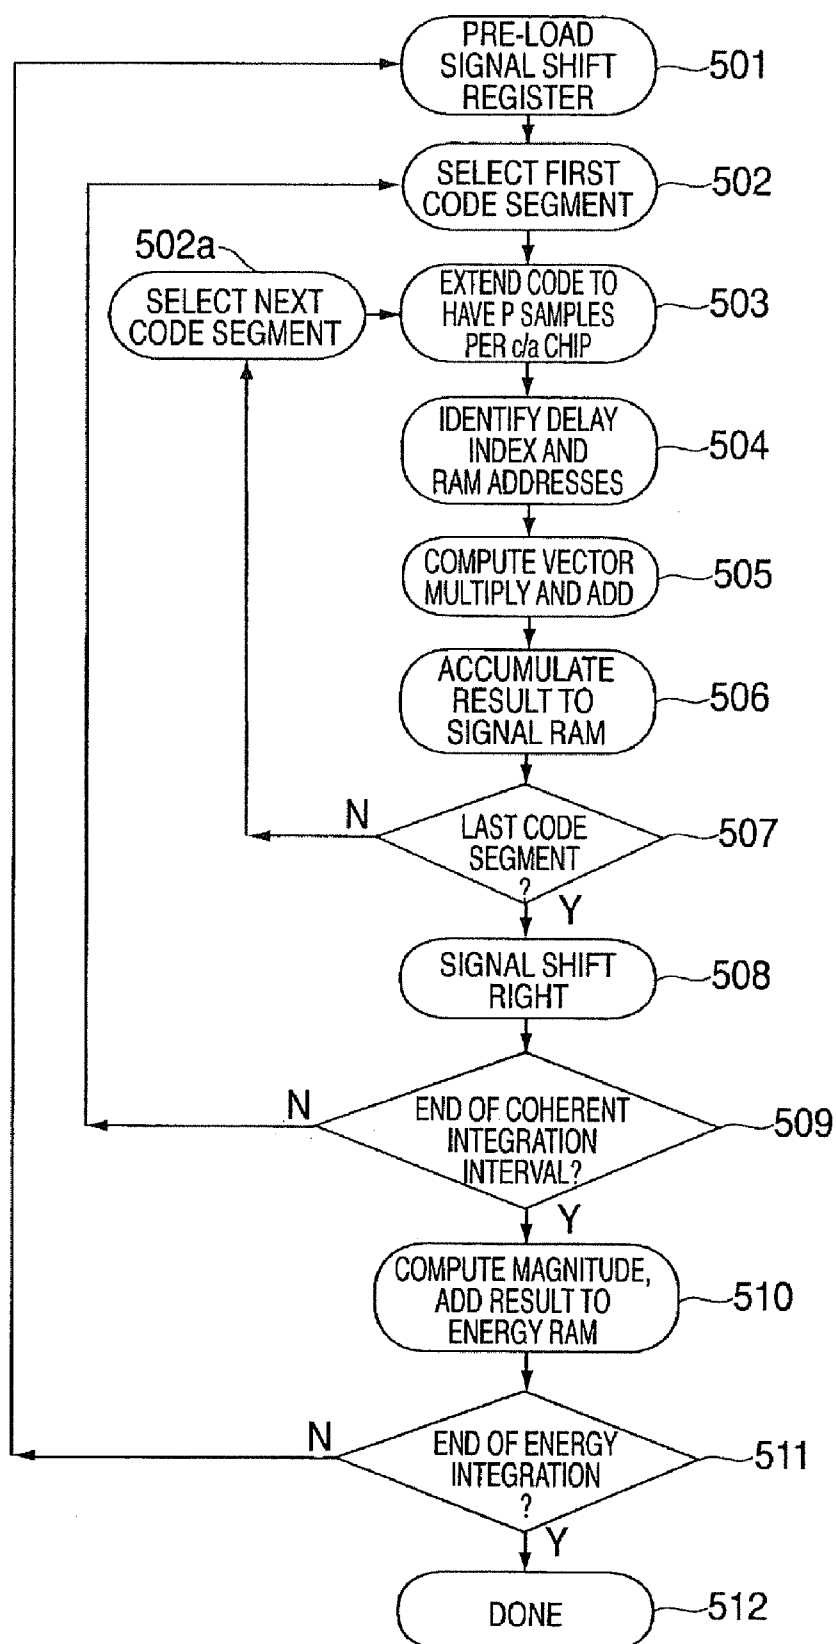 PRE-LOAD
SIGNAL SHIFT
REGISTER
501
SELECT FIRST
CODE SEGMENT
502
502a
SELECT NEXT
CODE SEGMENT
EXTEND CODE TO
HAVE P SAMPLES
PER c/a CHIP
503
IDENTIFY DELAY
INDEX AND
RAM ADDRESSES
504
COMPUTE VECTOR
MULTIPLY AND ADD
505
ACCUMULATE
RESULT TO
SIGNAL RAM
506
N
LAST CODE
SEGMENT
?
507
Y
SIGNAL SHIFT
RIGHT
508
N
END OF COHERENT
INTEGRATION
INTERVAL?
509
Y
COMPUTE MAGNITUDE,
ADD RESULT TO
ENERGY RAM
510
N
END OF ENERGY
INTEGRATION
?
511
Y
DONE
512